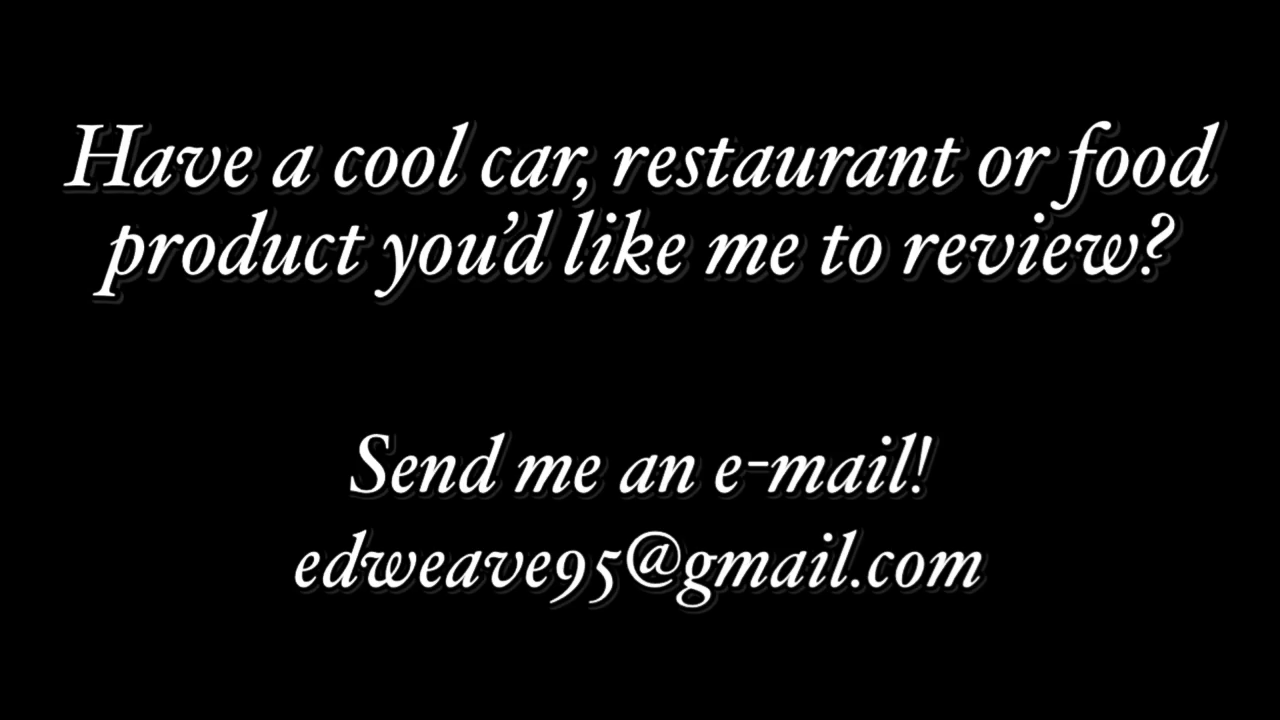 Have a cool car, restaurant or food
product you’d like me to review?
Send me an e-mail!
edweave95@gmail.com